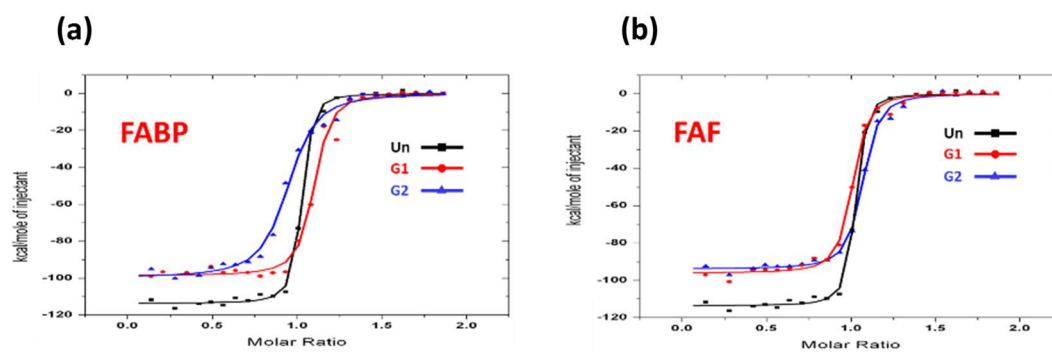 (a)
(b)
FABP
Un
G1
G2
kcal/mole of injectant
0
-20
-40
-60
-80
-100
-120
0.0 0.5 1.0 1.5 2.0
Molar Ratio
FAF
Un
G1
G2
kcal/mole of injectant
0
-20
-40
-60
-80
-100
-120
0.0 0.5 1.0 1.5 2.0
Molar Ratio